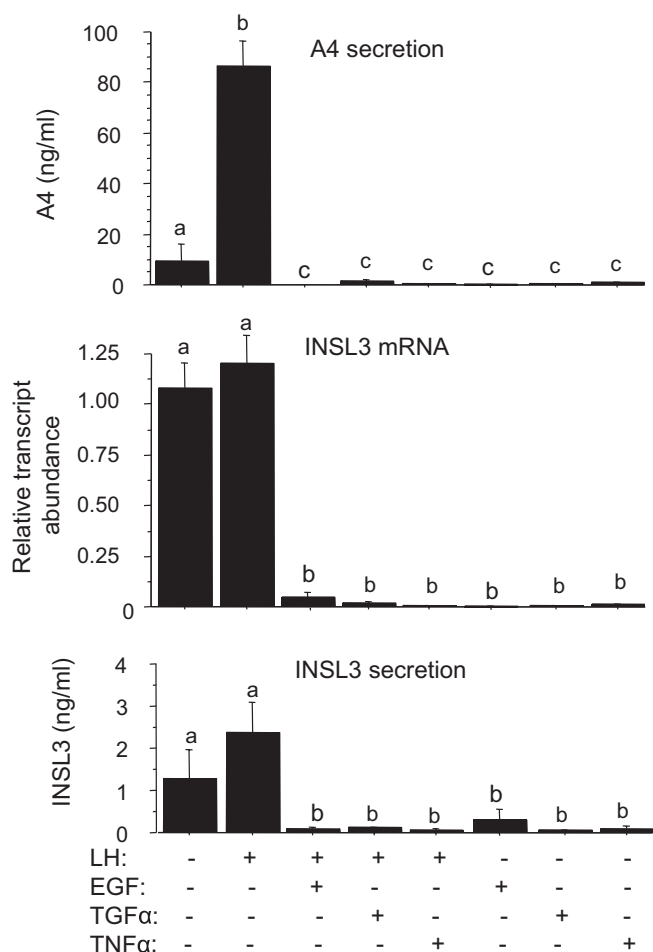 A4 secretion
A4 (ng/ml)
100
80
60
40
20
0
a
b
c
c
c
c
c
c
INSL3 mRNA
Relative transcript
abundance
1.25
1.00
0.75
0.50
0.25
0
a
a
b
b
b
b
b
b
INSL3 secretion
INSL3 (ng/ml)
4
3
2
1
0
a
a
b
b
b
b
b
b
LH: - + + + + - - -
EGF: - - + - - + - -
TGFα: - - - + - - + -
TNFα: - - - - + - - +